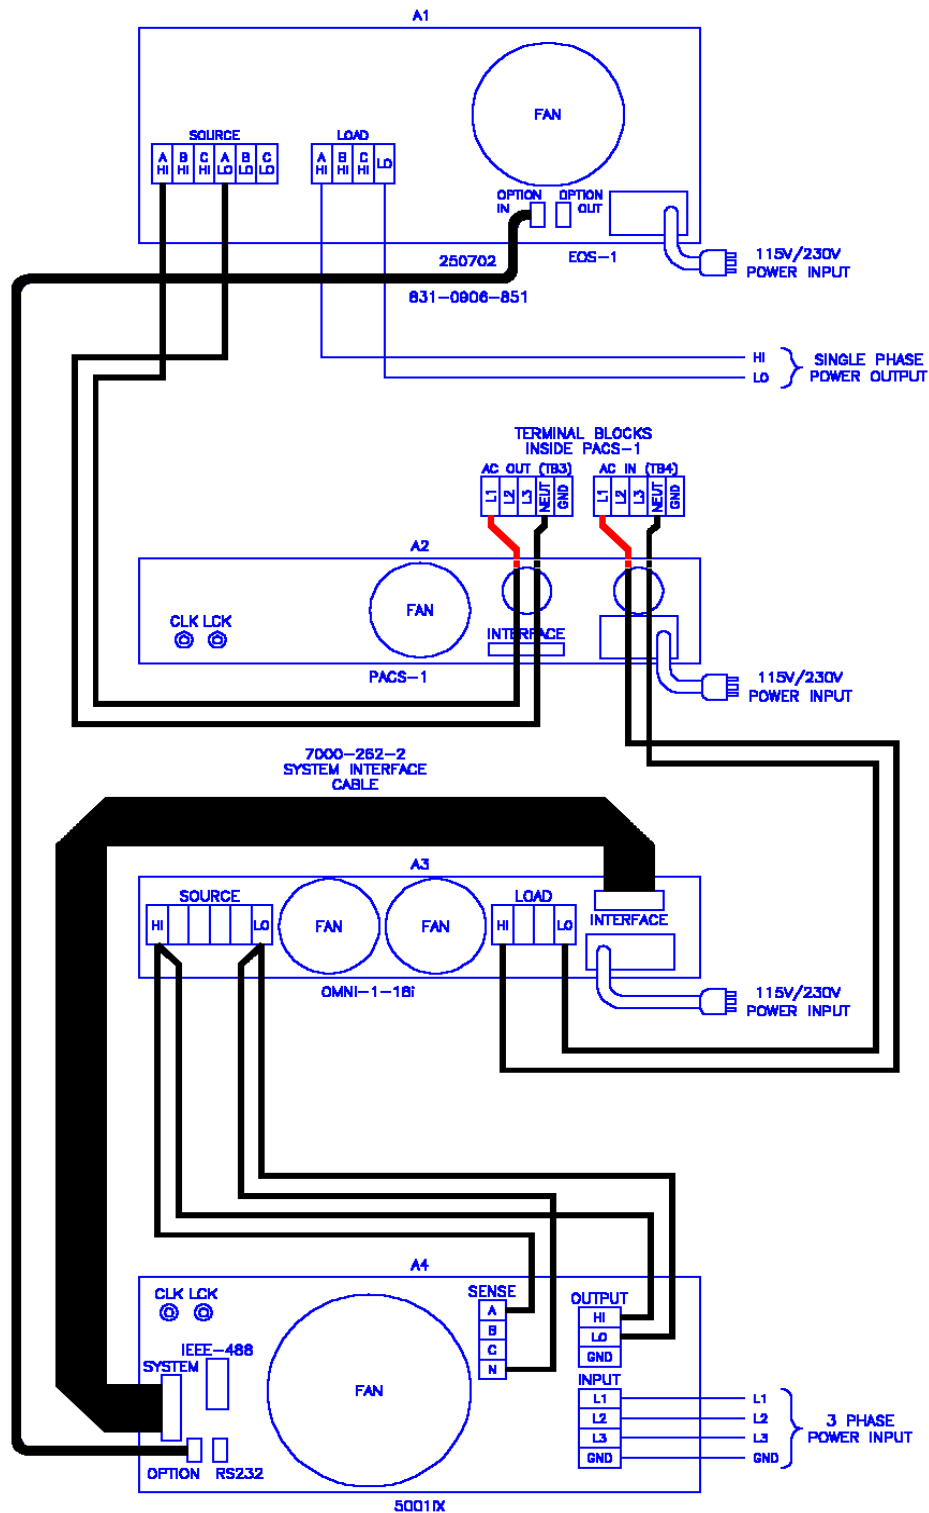 A1
FAN
SOURCE
A HI
B HI
C HI
A LO
B LO
C LO
LOAD
A HI
B HI
C HI
LO
OPTION IN
OPTION OUT
250702
EOS-1
115V/230V
POWER INPUT
831-0906-851
HI
LO
SINGLE PHASE
POWER OUTPUT
TERMINAL BLOCKS
INSIDE PACS-1
AC OUT (TB3)
AC IN (TB4)
L1
L2
L3
NEUT
GND
L1
L2
L3
NEUT
GND
A2
FAN
CLK LCK
INTERFACE
PACS-1
115V/230V
POWER INPUT
7000-262-2
SYSTEM INTERFACE
CABLE
A3
SOURCE
HI
LO
FAN
FAN
LOAD
HI
LO
INTERFACE
OMNI-1-18i
115V/230V
POWER INPUT
A4
CLK LCK
SENSE
A
B
C
N
OUTPUT
HI
LO
GND
IEEE-488
SYSTEM
FAN
INPUT
L1
L2
L3
GND
L1
L2
L3
GND
3 PHASE
POWER INPUT
OPTION
RS232
5001iX